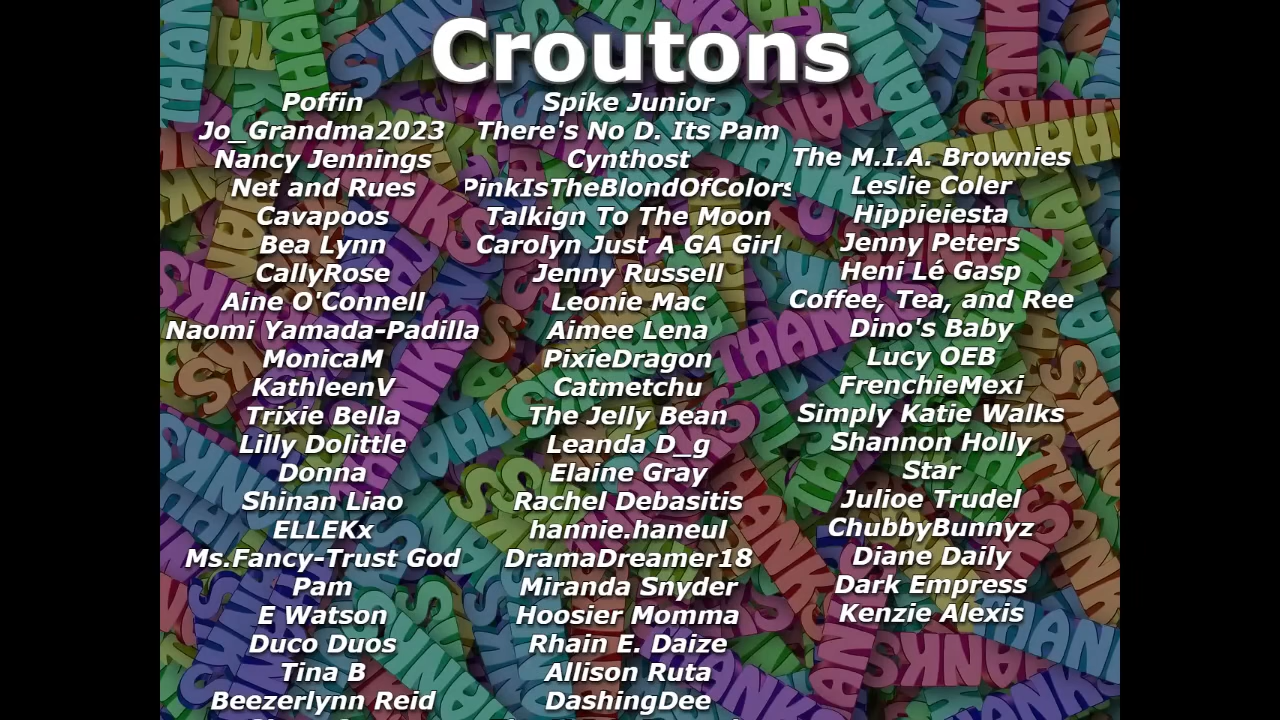 Croutons
Poffin
Jo_Grandma2023
Nancy Jennings
Net and Rues
Cavapoos
Bea Lynn
CallyRose
Aine O'Connell
Naomi Yamada-Padilla
MonicaM
KathleenV
Trixie Bella
Lilly Dolittle
Donna
Shinan Liao
ELLEKx
Ms.Fancy-Trust God
Pam
E Watson
Duco Duos
Tina B
Beezerlynn Reid
Spike Junior
There's No D. Its Pam
Cynthost
PinkIsTheBlondOfColors
Talkign To The Moon
Carolyn Just A GA Girl
Jenny Russell
Leonie Mac
Aimee Lena
PixieDragon
Catmetchu
The Jelly Bean
Leanda D_g
Elaine Gray
Rachel Debasitis
hannie.haneul
DramaDreamer18
Miranda Snyder
Hoosier Momma
Rhain E. Daize
Allison Ruta
DashingDee
The M.I.A. Brownies
Leslie Coler
Hippieiesta
Jenny Peters
Heni Lé Gasp
Coffee, Tea, and Ree
Dino's Baby
Lucy OEB
FrenchieMexi
Simply Katie Walks
Shannon Holly
Star
Julioe Trudel
ChubbyBunnyz
Diane Daily
Dark Empress
Kenzie Alexis